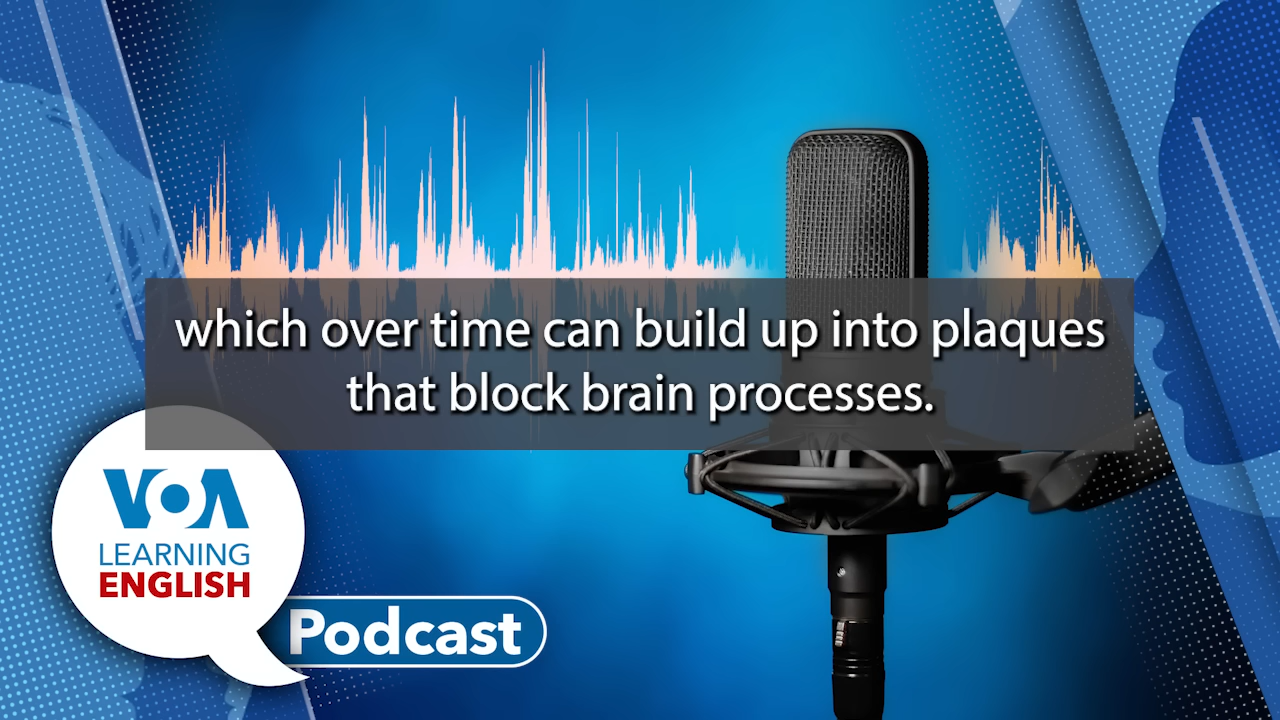 which over time can build up into plaques
that block brain processes.
VOA
LEARNING
ENGLISH
Podcast